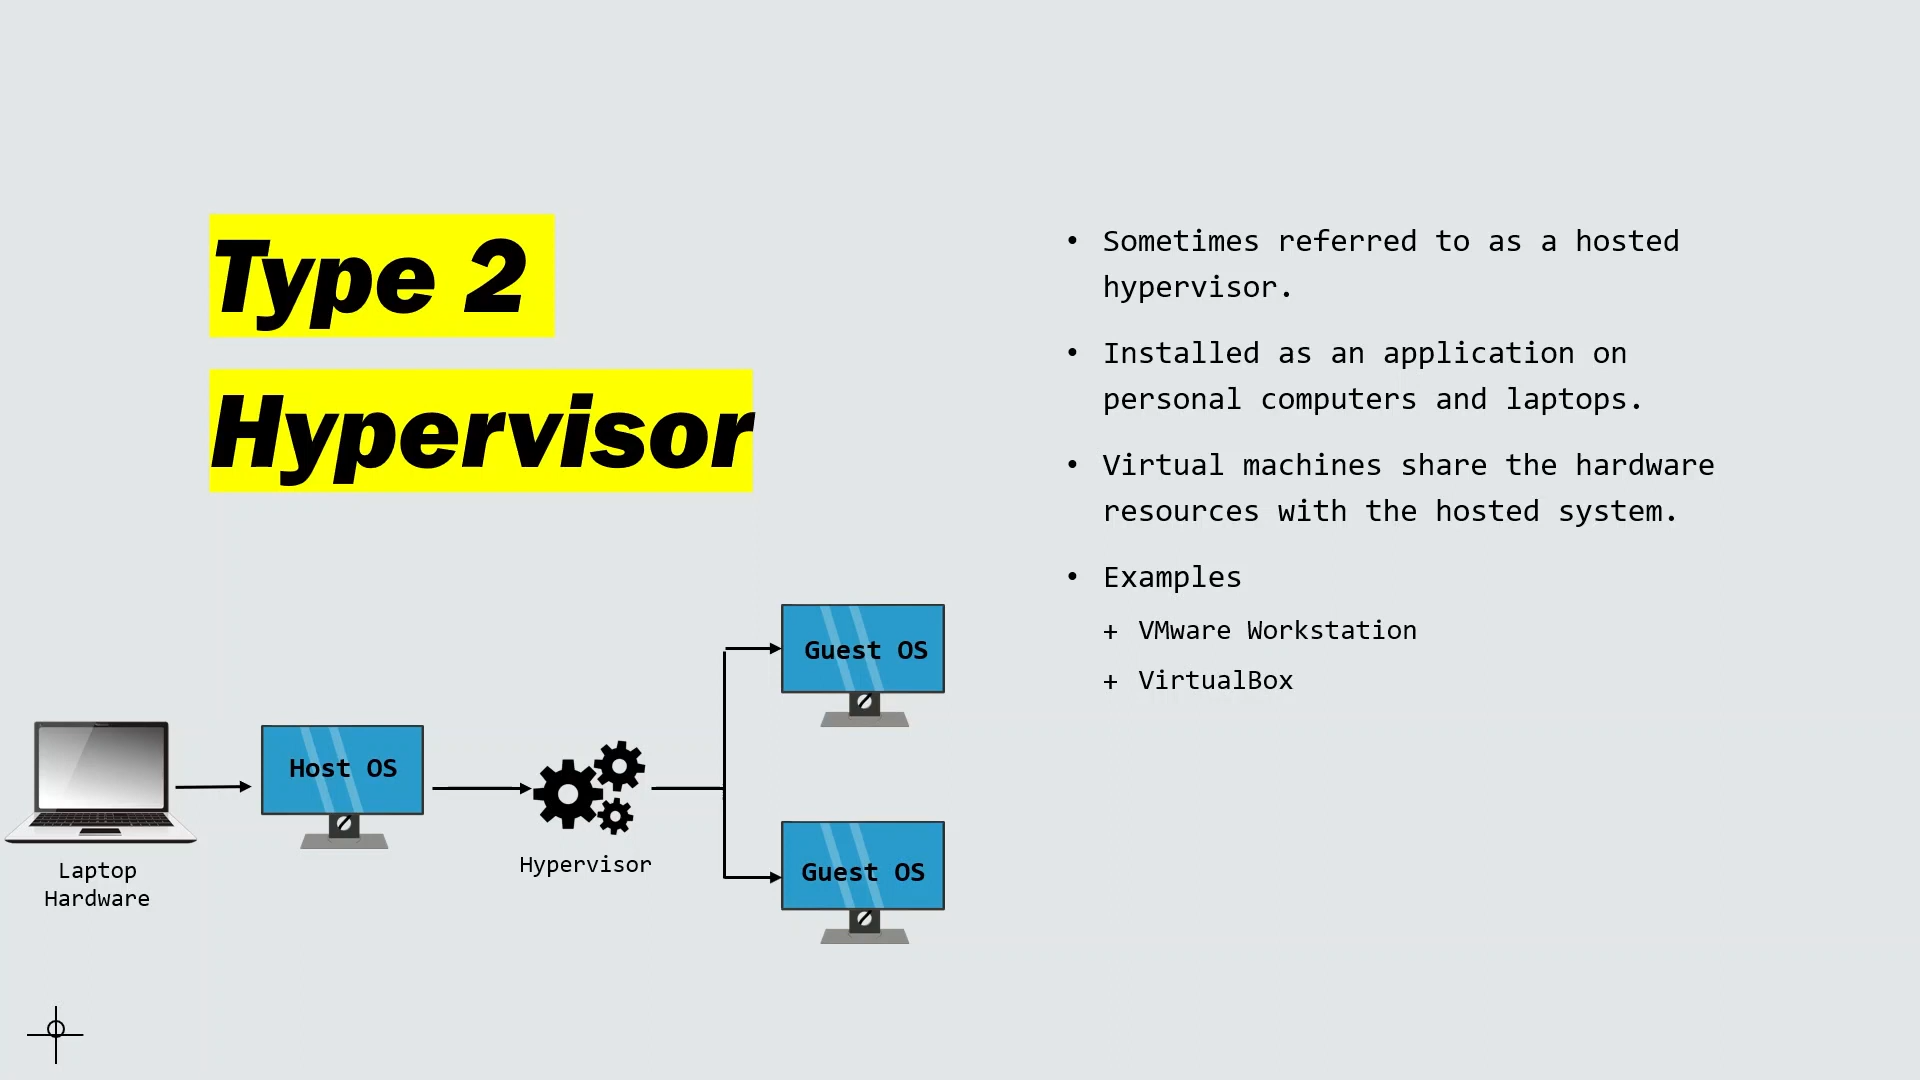 Type 2
Hypervisor
• Sometimes referred to as a hosted
hypervisor.
• Installed as an application on
personal computers and laptops.
• Virtual machines share the hardware
resources with the hosted system.
• Examples
+ VMware Workstation
+ VirtualBox
Guest OS
Host OS
Hypervisor
Guest OS
Laptop
Hardware